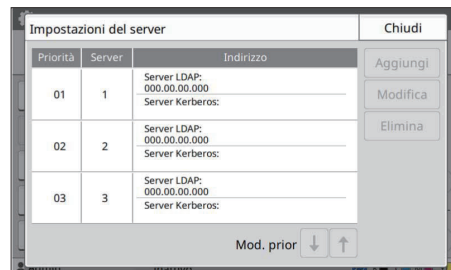 Impostazioni del server
Chiudi
Priorità Server Indirizzo
Aggiungi
Modifica
Elimina
01 1 Server LDAP:
000.00.00.000
Server Kerberos:
02 2 Server LDAP:
000.00.00.000
Server Kerberos:
03 3 Server LDAP:
000.00.00.000
Server Kerberos:
Mod. prior